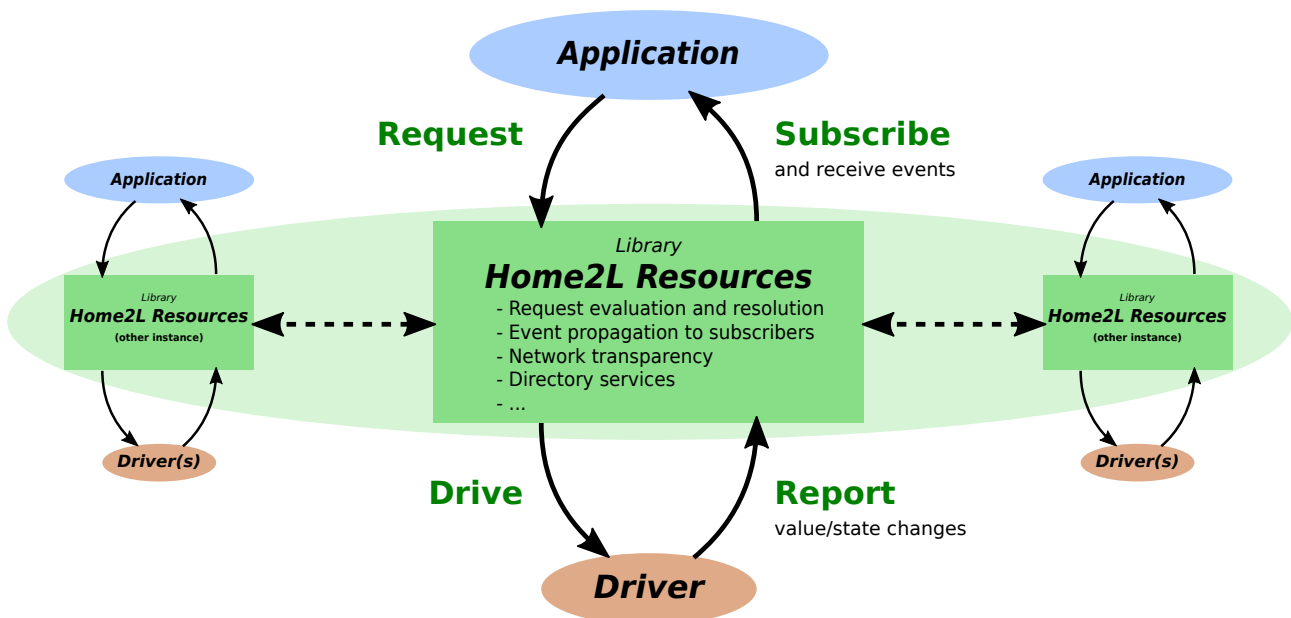 Application
Request
Subscribe
and receive events
Application
Library
Home2L Resources
(other instance)
Driver(s)
Library
Home2L Resources
- Request evaluation and resolution
- Event propagation to subscribers
- Network transparency
- Directory services
- ...
Application
Library
Home2L Resources
(other instance)
Driver(s)
Drive
Report
value/state changes
Driver